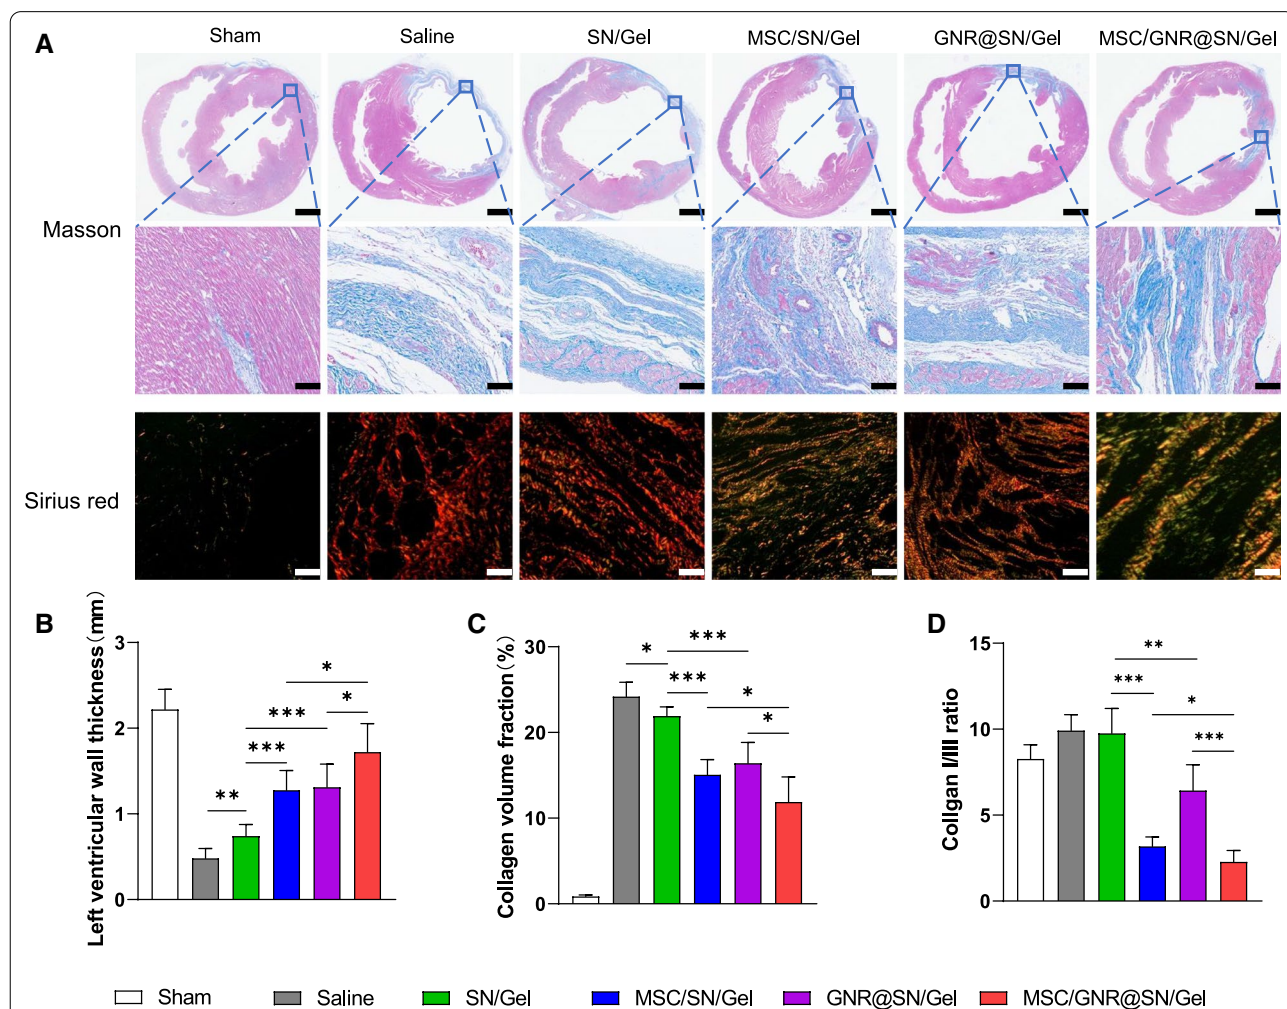 A
Sham Saline SN/Gel MSC/SN/Gel GNR@SN/Gel MSC/GNR@SN/Gel
Masson
Sirius red
B
Left ventricular wall thickness(mm)
3
2
1
0
** *** *** * *
C
Collagen volume fraction(%)
30
20
10
0
* *** *** * *
D
Collgan I/III ratio
15
10
5
0
*** ** * ***
Sham Saline SN/Gel MSC/SN/Gel GNR@SN/Gel MSC/GNR@SN/Gel